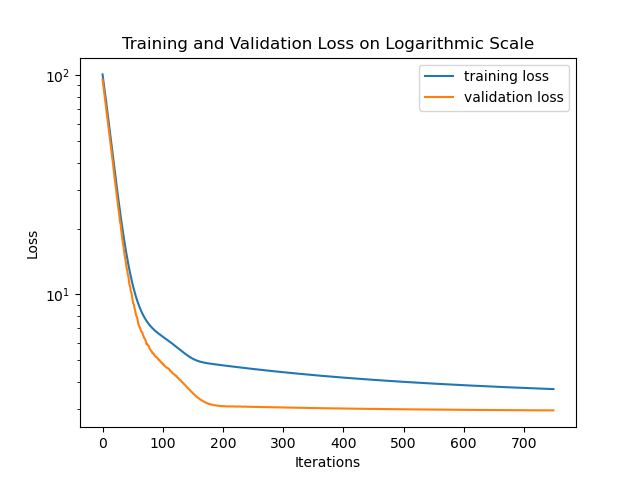 Training and Validation Loss on Logarithmic Scale
training loss
validation loss
10²
10¹
Loss
0 100 200 300 400 500 600 700
Iterations